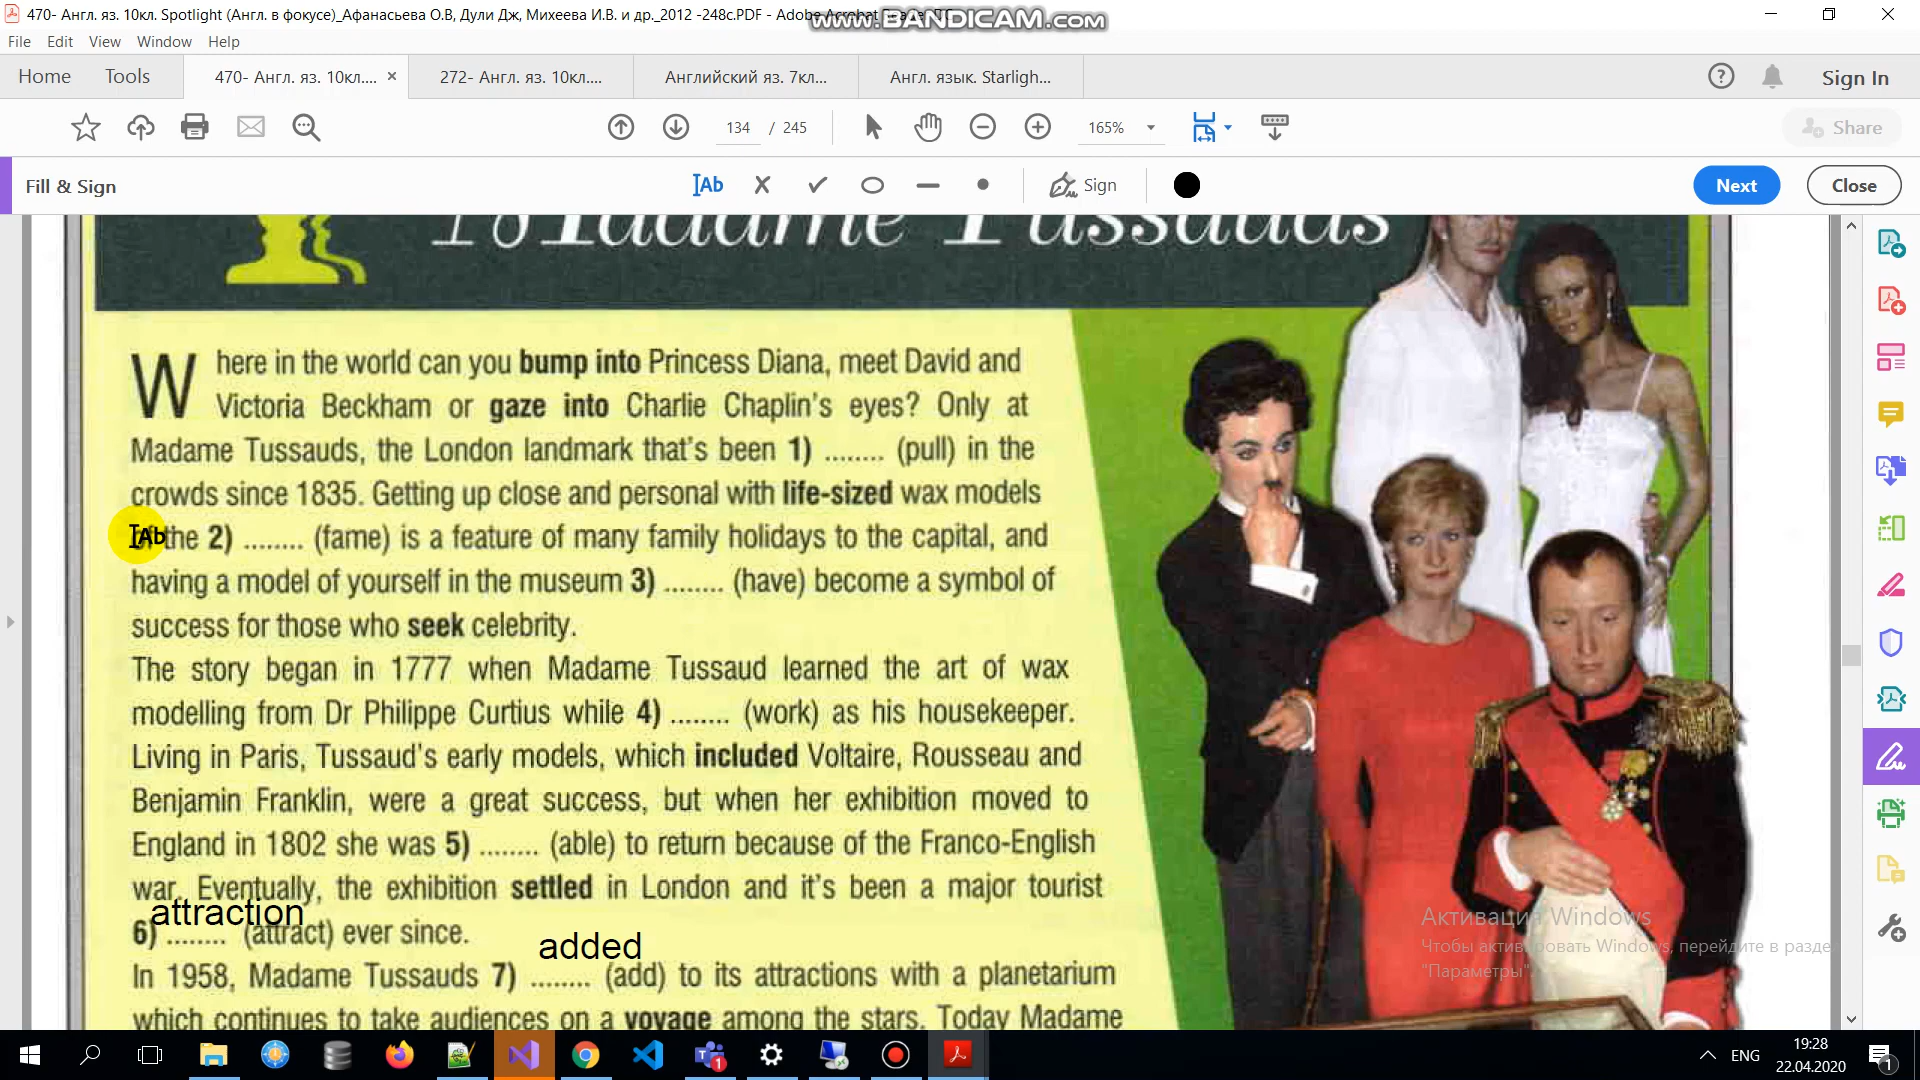 470- Англ. яз. 10кл. Spotlight (Англ. в фокусе)_Афанасьева О.В, Дули Дж, Михеева И.В. и др._2012 -248с.PDF - Adobe Acrobat
www.BANDICAM.com
File Edit View Window Help
Home Tools 470- Англ. яз. 10кл.... × 272- Англ. яз. 10кл.... Английский яз. 7кл... Англ. язык. Starligh... Sign In
134 / 245 165% Share
Fill & Sign Ab Sign Next Close
Madame Tussauds
Where in the world can you bump into Princess Diana, meet David and
Victoria Beckham or gaze into Charlie Chaplin's eyes? Only at
Madame Tussauds, the London landmark that's been 1) ........ (pull) in the
crowds since 1835. Getting up close and personal with life-sized wax models
of the 2) ........ (fame) is a feature of many family holidays to the capital, and
having a model of yourself in the museum 3) ........ (have) become a symbol of
success for those who seek celebrity.
The story began in 1777 when Madame Tussaud learned the art of wax
modelling from Dr Philippe Curtius while 4) ........ (work) as his housekeeper.
Living in Paris, Tussaud's early models, which included Voltaire, Rousseau and
Benjamin Franklin, were a great success, but when her exhibition moved to
England in 1802 she was 5) ........ (able) to return because of the Franco-English
war. Eventually, the exhibition settled in London and it's been a major tourist
attraction
6) ........ (attract) ever since.
added
In 1958, Madame Tussauds 7) ........ (add) to its attractions with a planetarium
which continues to take audiences on a voyage among the stars. Today Madame
Активация Windows
Чтобы активировать Windows, перейдите в разде
"Параметры".
ENG
19:28
22.04.2020
1
1